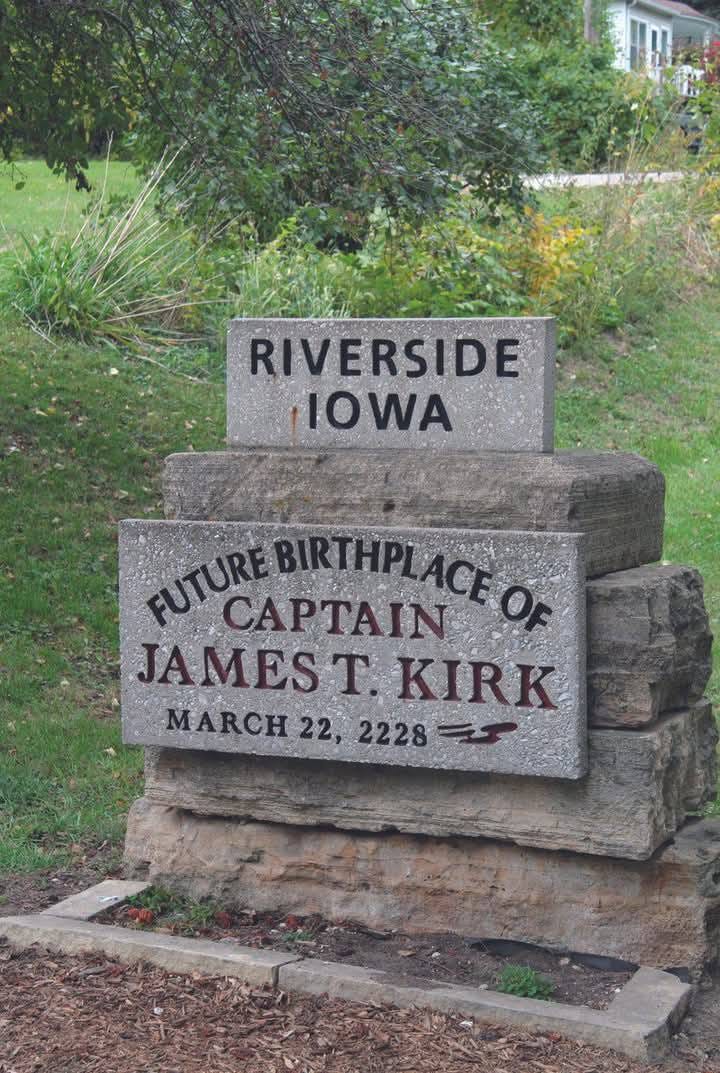 RIVERSIDE
IOWA
FUTURE BIRTHPLACE OF
CAPTAIN
JAMES T. KIRK
MARCH 22, 2228